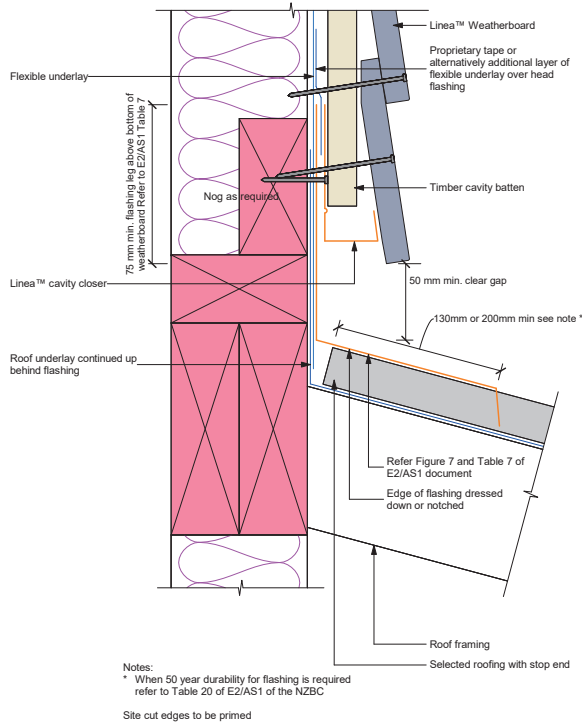 Linea™ Weatherboard
Proprietary tape or
alternatively additional layer of
flexible underlay over head
flashing
Flexible underlay
75 mm min. flashing leg above bottom of
weatherboard Refer to E2/AS1 Table 7
Nog as required
Timber cavity batten
Linea™ cavity closer
50 mm min. clear gap
130mm or 200mm min see note *
Roof underlay continued up
behind flashing
Refer Figure 7 and Table 7 of
E2/AS1 document
Edge of flashing dressed
down or notched
Roof framing
Selected roofing with stop end
Notes:
* When 50 year durability for flashing is required
refer to Table 20 of E2/AS1 of the NZBC
Site cut edges to be primed